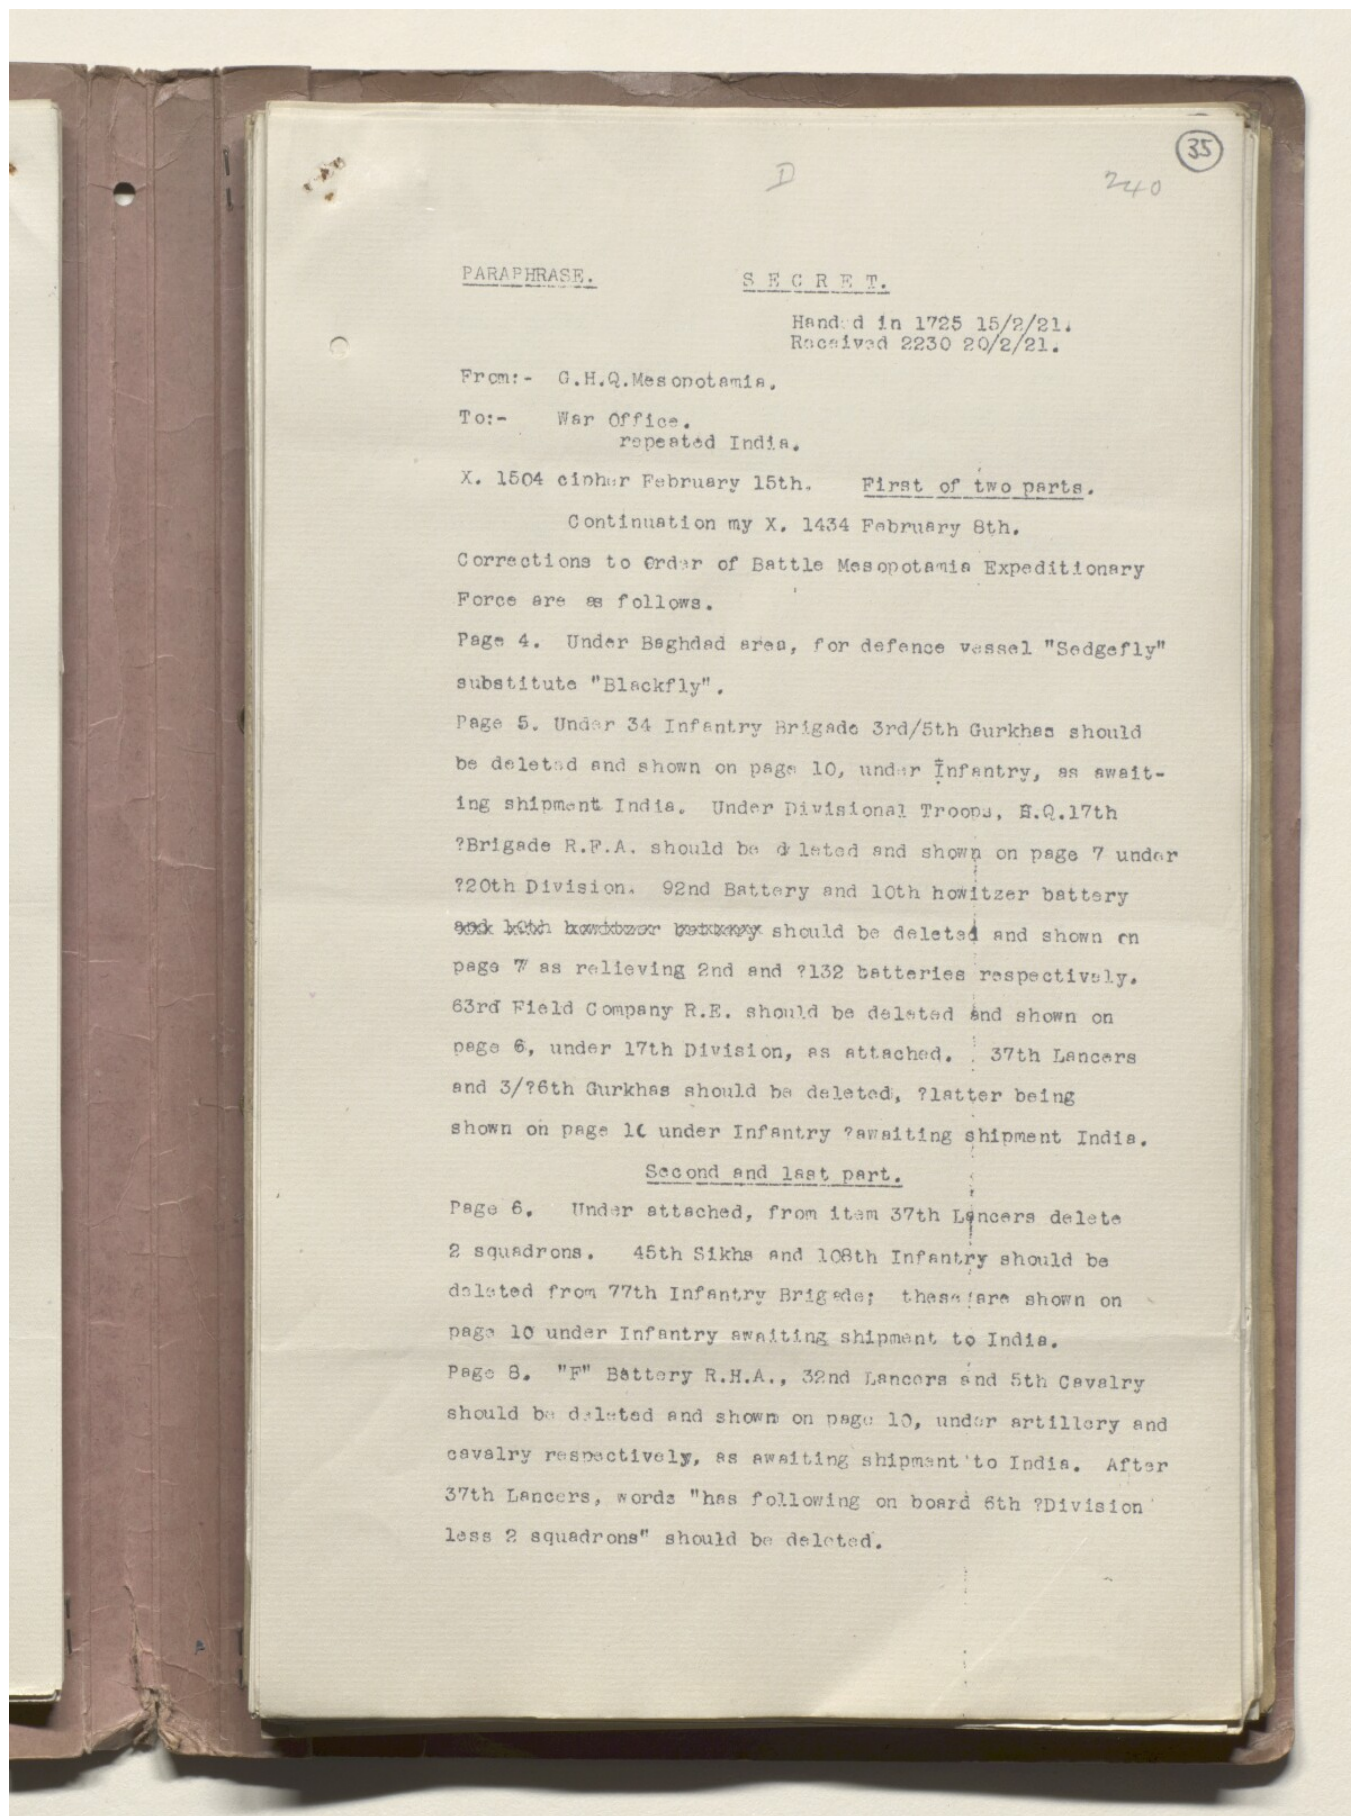 35
D
240
PARAPHRASE.
S E C R E T.
Handed in 1725 15/2/21.
Received 2230 20/2/21.
From:- G.H.Q.Mesopotamia.
To:- War Office.
repeated India.
X. 1504 cipher February 15th. First of two parts.
Continuation my X. 1434 February 8th.
Corrections to Order of Battle Mesopotamia Expeditionary
Force are as follows.
Page 4. Under Baghdad area, for defence vessel "Sedgefly"
substitute "Blackfly".
Page 5. Under 34 Infantry Brigade 3rd/5th Gurkhas should
be deleted and shown on page 10, under Infantry, as await-
ing shipment India. Under Divisional Troops, H.Q.17th
?Brigade R.F.A. should be deleted and shown on page 7 under
?20th Division. 92nd Battery and 10th howitzer battery
and 10th howitzer battery should be deleted and shown on
page 7 as relieving 2nd and ?132 batteries respectively.
63rd Field Company R.E. should be deleted and shown on
page 6, under 17th Division, as attached. 37th Lancers
and 3/?6th Gurkhas should be deleted, ?latter being
shown on page 10 under Infantry ?awaiting shipment India.
Second and last part.
Page 6. Under attached, from item 37th Lancers delete
2 squadrons. 45th Sikhs and 108th Infantry should be
deleted from 77th Infantry Brigade; these are shown on
page 10 under Infantry awaiting shipment to India.
Page 8. "F" Battery R.H.A., 32nd Lancers and 5th Cavalry
should be deleted and shown on page 10, under artillery and
cavalry respectively, as awaiting shipment to India. After
37th Lancers, words "has following on board 6th ?Division
less 2 squadrons" should be deleted.